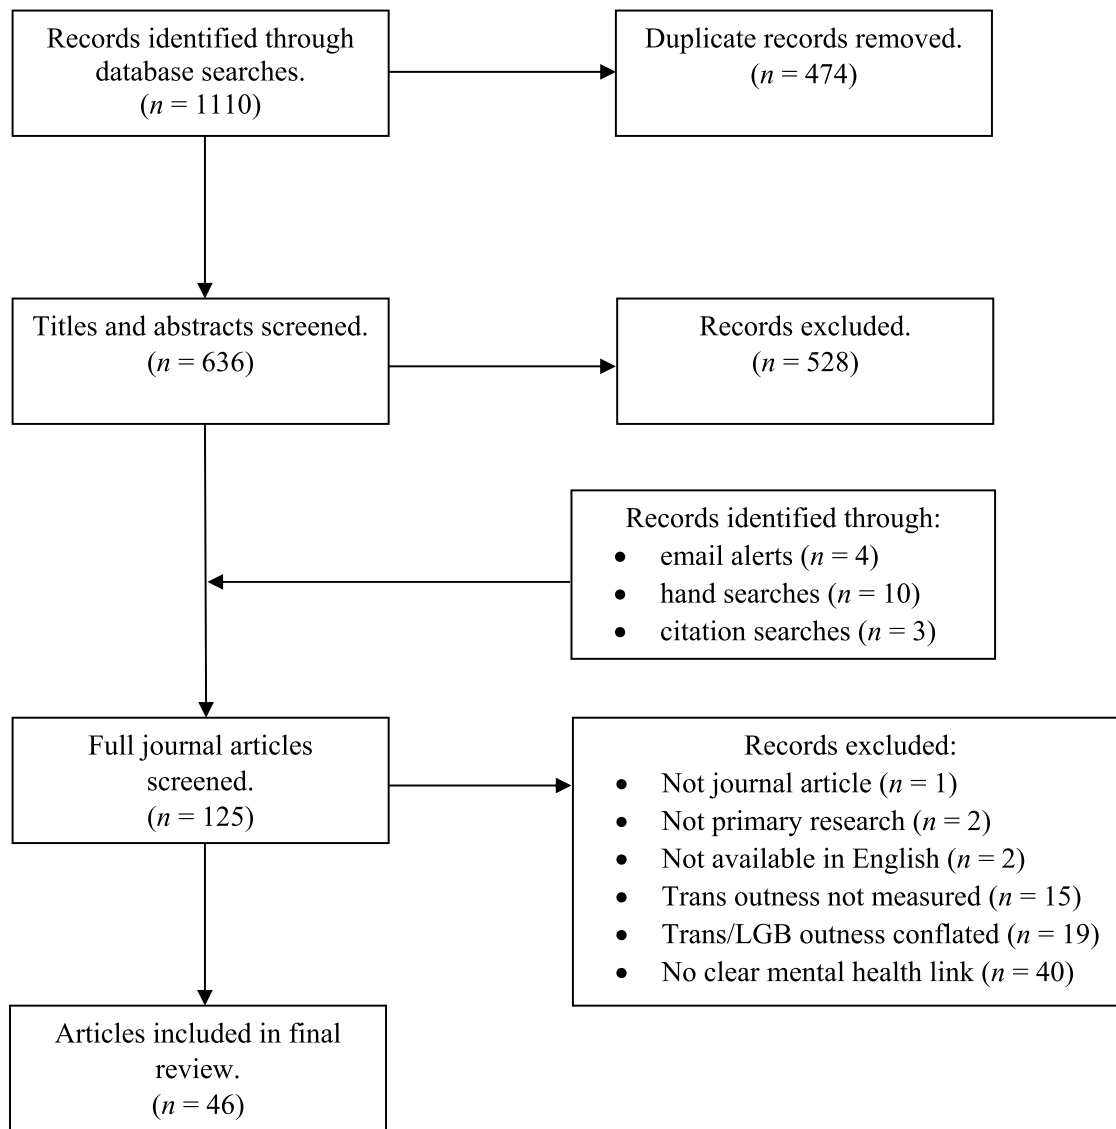 Records identified through
database searches.
(n = 1110)
Duplicate records removed.
(n = 474)
Titles and abstracts screened.
(n = 636)
Records excluded.
(n = 528)
Records identified through:
• email alerts (n = 4)
• hand searches (n = 10)
• citation searches (n = 3)
Full journal articles
screened.
(n = 125)
Records excluded:
• Not journal article (n = 1)
• Not primary research (n = 2)
• Not available in English (n = 2)
• Trans outness not measured (n = 15)
• Trans/LGB outness conflated (n = 19)
• No clear mental health link (n = 40)
Articles included in final
review.
(n = 46)